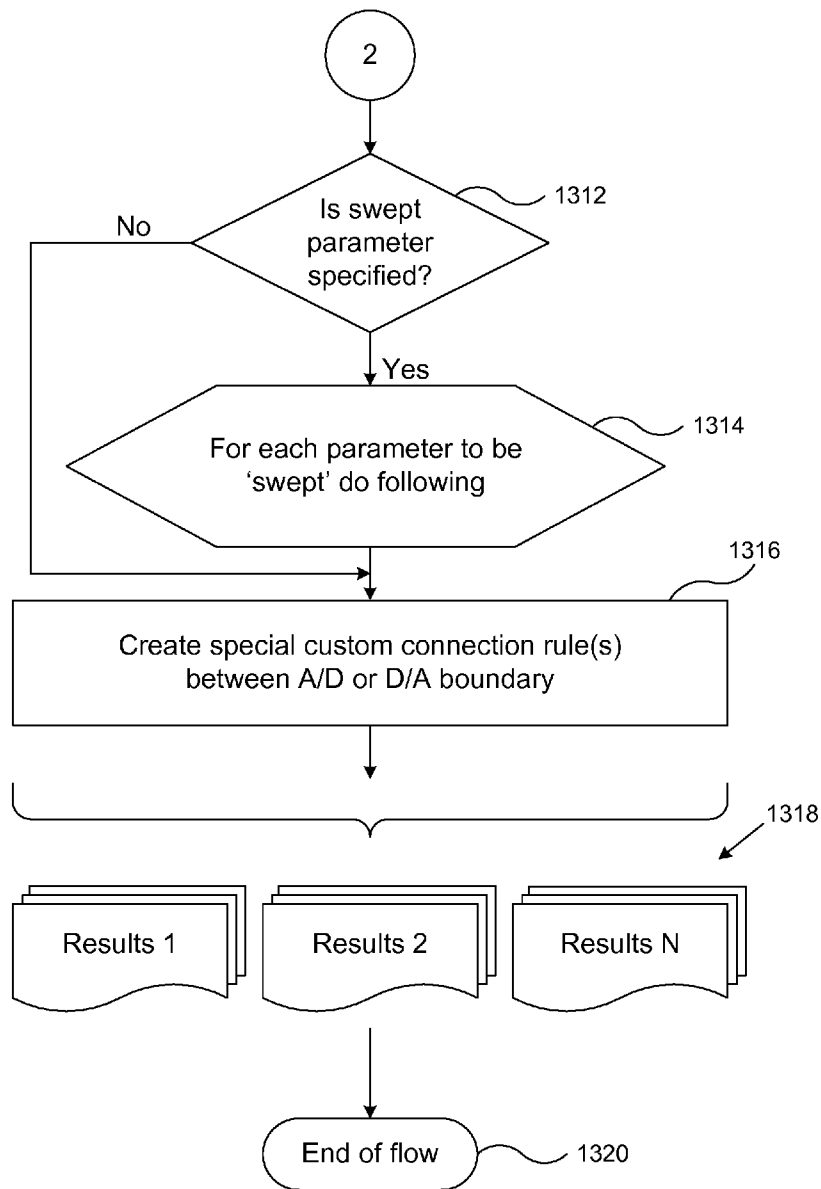 2
1312
Is swept
parameter
specified?
No
Yes
1314
For each parameter to be
‘swept’ do following
1316
Create special custom connection rule(s)
between A/D or D/A boundary
1318
Results 1
Results 2
Results N
End of flow
1320